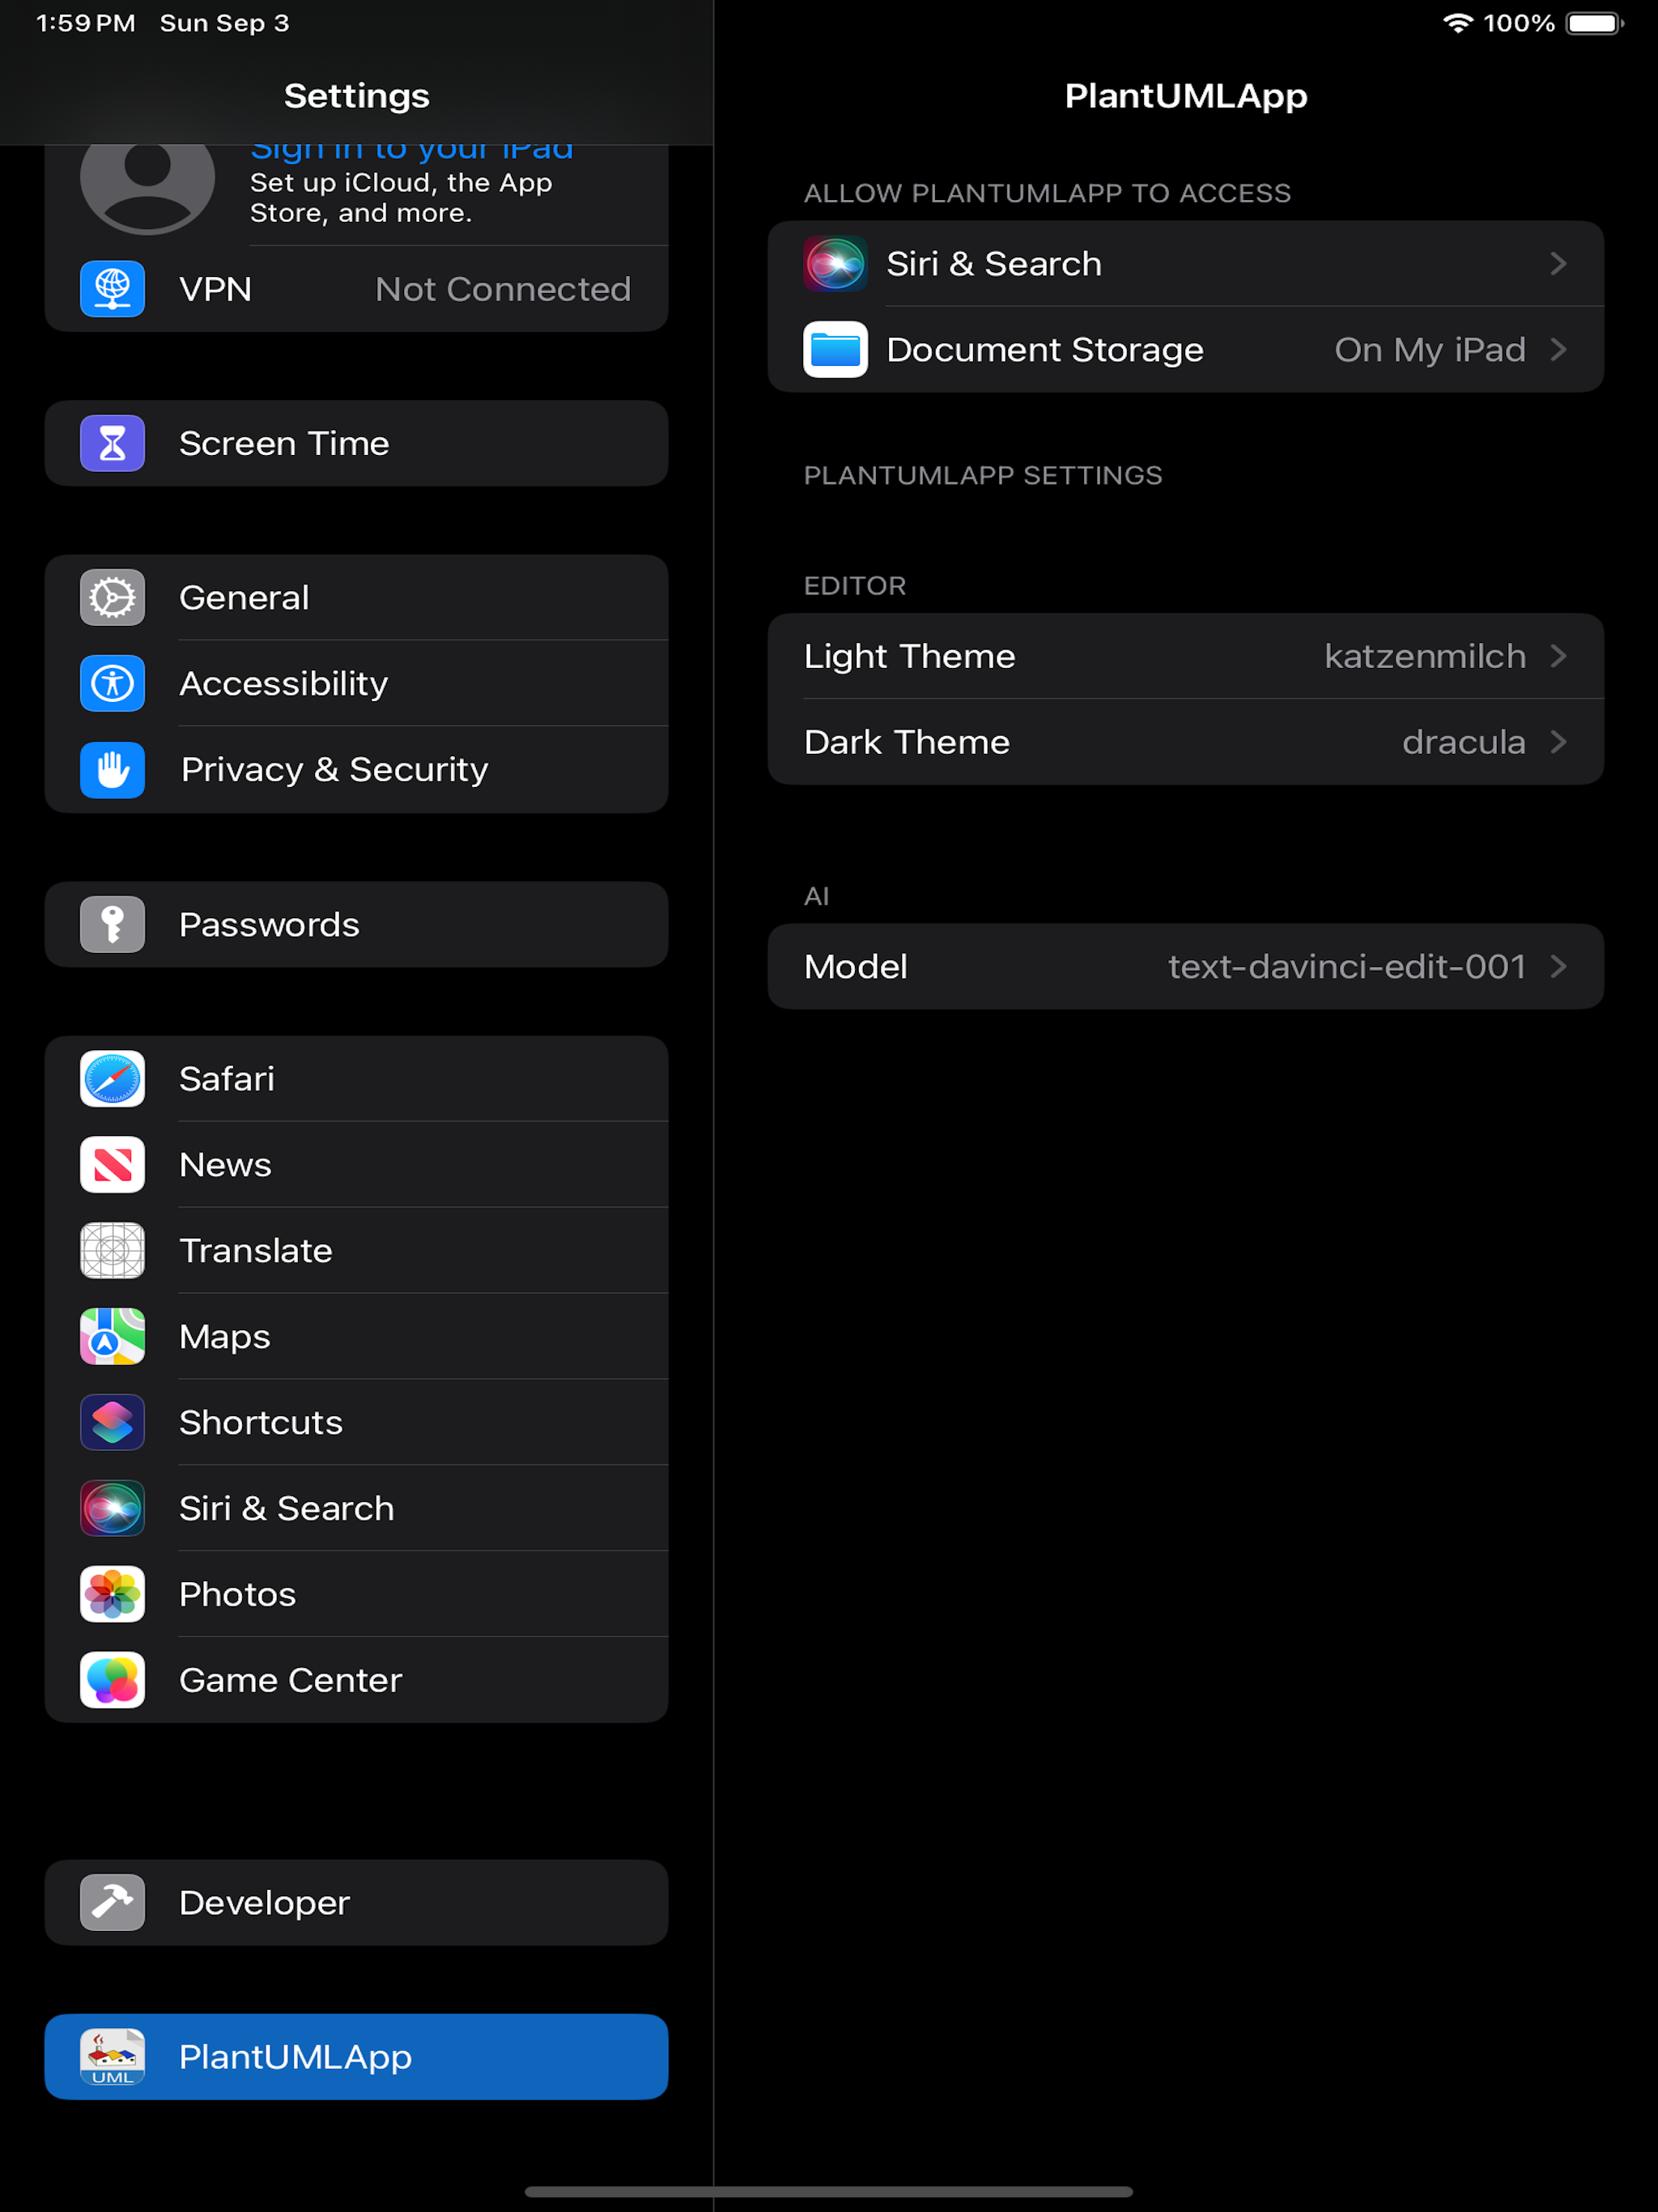 1:59 PM Sun Sep 3
100%
Settings
Sign in to your iPad
Set up iCloud, the App
Store, and more.
VPN Not Connected
Screen Time
General
Accessibility
Privacy & Security
Passwords
Safari
News
Translate
Maps
Shortcuts
Siri & Search
Photos
Game Center
Developer
UML
PlantUMLApp
PlantUMLApp
ALLOW PLANTUMLAPP TO ACCESS
Siri & Search
Document Storage On My iPad
PLANTUMLAPP SETTINGS
EDITOR
Light Theme katzenmilch
Dark Theme dracula
AI
Model text-davinci-edit-001